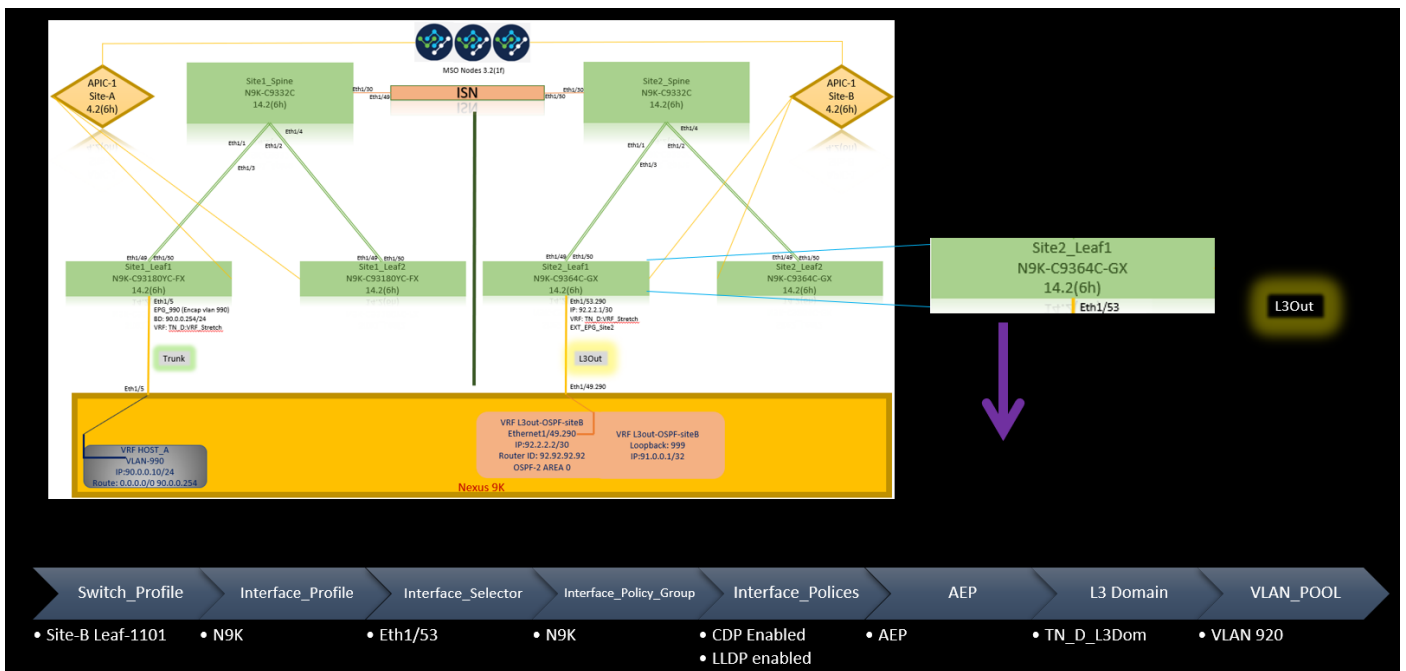 MSO Nodes 3.2(1f)
APIC-1
Site-A
4.2(6h)
Site1_Spine
N9K-C9332C
14.2(6h)
Eth1/30
Eth1/49
ISN
Eth1/30
Eth1/50
Site2_Spine
N9K-C9332C
14.2(6h)
APIC-1
Site-B
4.2(6h)
Eth1/4
Eth1/1
Eth1/2
Eth1/3
Eth1/4
Eth1/1
Eth1/2
Eth1/3
Eth1/49 Eth1/50
Site1_Leaf1
N9K-C93180YC-FX
14.2(6h)
Eth1/49 Eth1/50
Site1_Leaf2
N9K-C93180YC-FX
14.2(6h)
Eth1/49 Eth1/50
Site2_Leaf1
N9K-C9364C-GX
14.2(6h)
Eth1/49 Eth1/50
Site2_Leaf2
N9K-C9364C-GX
14.2(6h)
Site2_Leaf1
N9K-C9364C-GX
14.2(6h)
Eth1/53
L3Out
Eth1/5
EPG_990 (Encap vlan 990)
BD: 90.0.0.254/24
VRF: TN_D:VRF_Stretch
Eth1/53.290
IP: 92.2.2.1/30
VRF: TN_D:VRF_Stretch
EXT_EPG_Site2
Trunk
L3Out
Eth1/5
Eth1/49.290
VRF HOST_A
VLAN-990
IP:90.0.0.10/24
Route: 0.0.0.0/0 90.0.0.254
VRF L3out-OSPF-siteB
Ethernet1/49.290
IP:92.2.2.2/30
Router ID: 92.92.92.92
OSPF-2 AREA 0
VRF L3out-OSPF-siteB
Loopback: 999
IP:91.0.0.1/32
Nexus 9K
Switch_Profile
Interface_Profile
Interface_Selector
Interface_Policy_Group
Interface_Polices
AEP
L3 Domain
VLAN_POOL
• Site-B Leaf-1101
• N9K
• Eth1/53
• N9K
• CDP Enabled
• LLDP enabled
• AEP
• TN_D_L3Dom
• VLAN 920